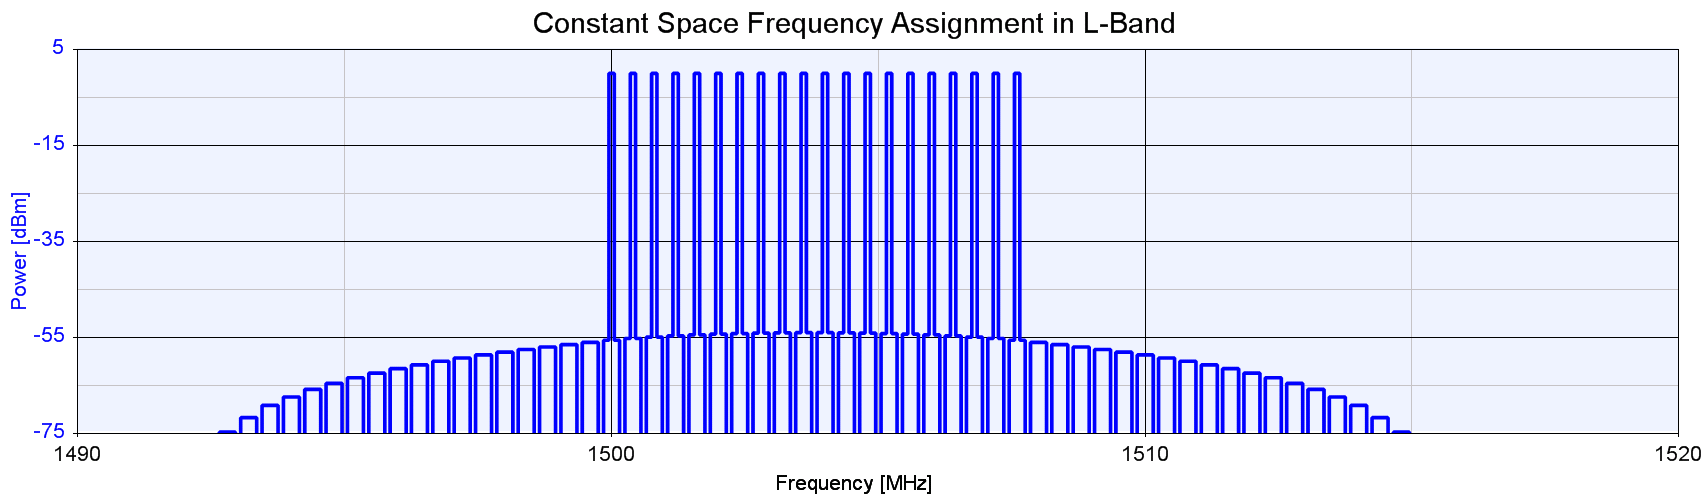 Constant Space Frequency Assignment in L-Band
5
-15
-35
-55
-75
Power [dBm]
1490 1500 1510 1520
Frequency [MHz]